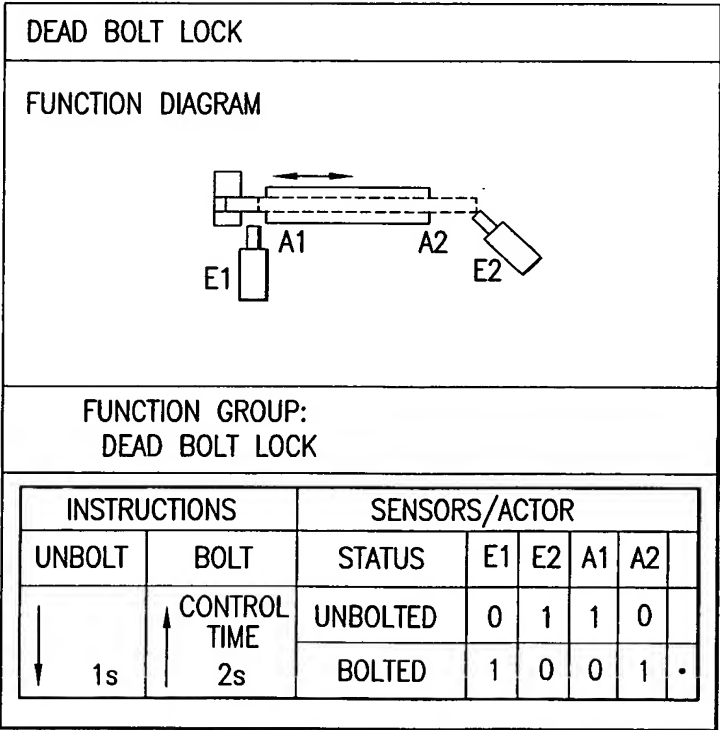 DEAD BOLT LOCK
FUNCTION DIAGRAM
A1 A2
E1 E2
FUNCTION GROUP:
DEAD BOLT LOCK
INSTRUCTIONS SENSORS/ACTOR
UNBOLT BOLT STATUS E1 E2 A1 A2
CONTROL TIME UNBOLTED 0 1 1 0
1s 2s BOLTED 1 0 0 1 •